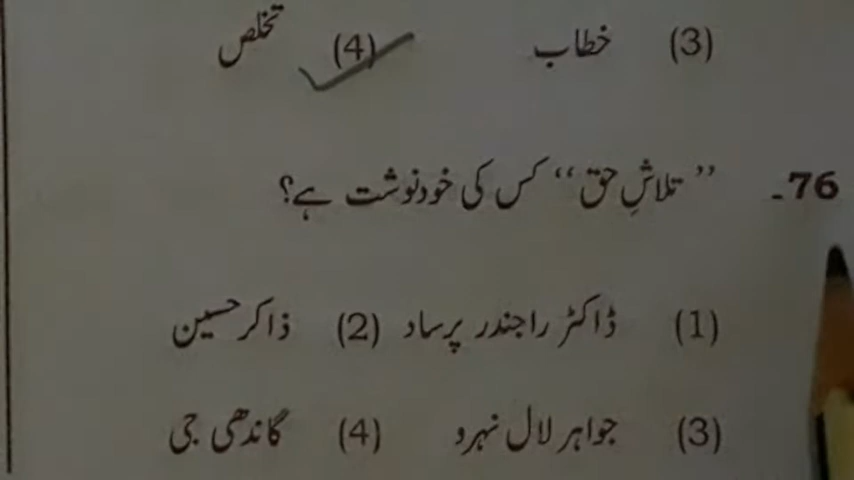 (3) خطاب (4) تخلص
76۔ ’’تلاشِ حق‘‘ کس کی خودنوشت ہے؟
(1) ڈاکٹر راجندر پرساد (2) ذاکر حسین
(3) جواہر لال نہرو (4) گاندھی جی